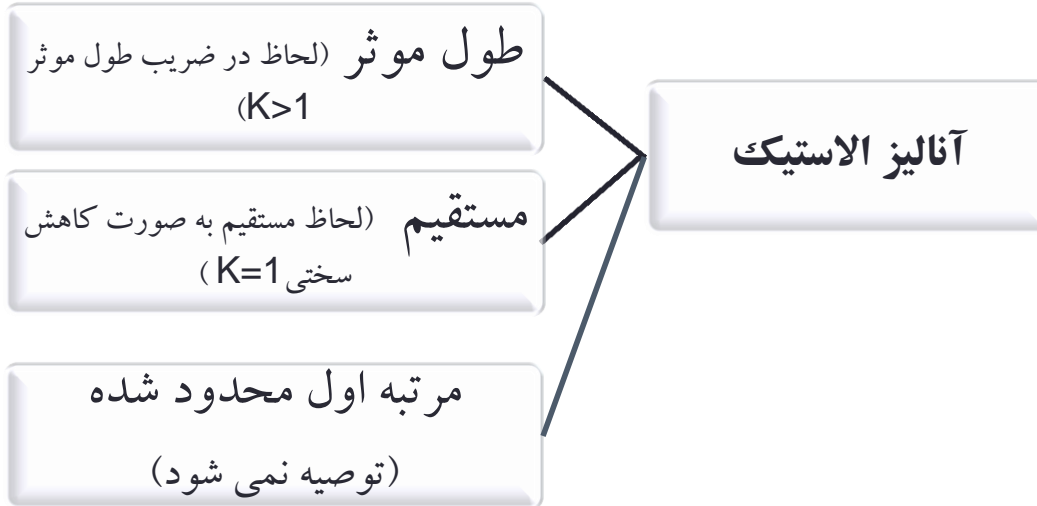 آنالیز الاستیک
طول موثر (لحاظ در ضریب طول موثر
K>1)
مستقیم (لحاظ مستقیم به صورت کاهش
سختی K=1)
مرتبه اول محدود شده
(توصیه نمی شود)